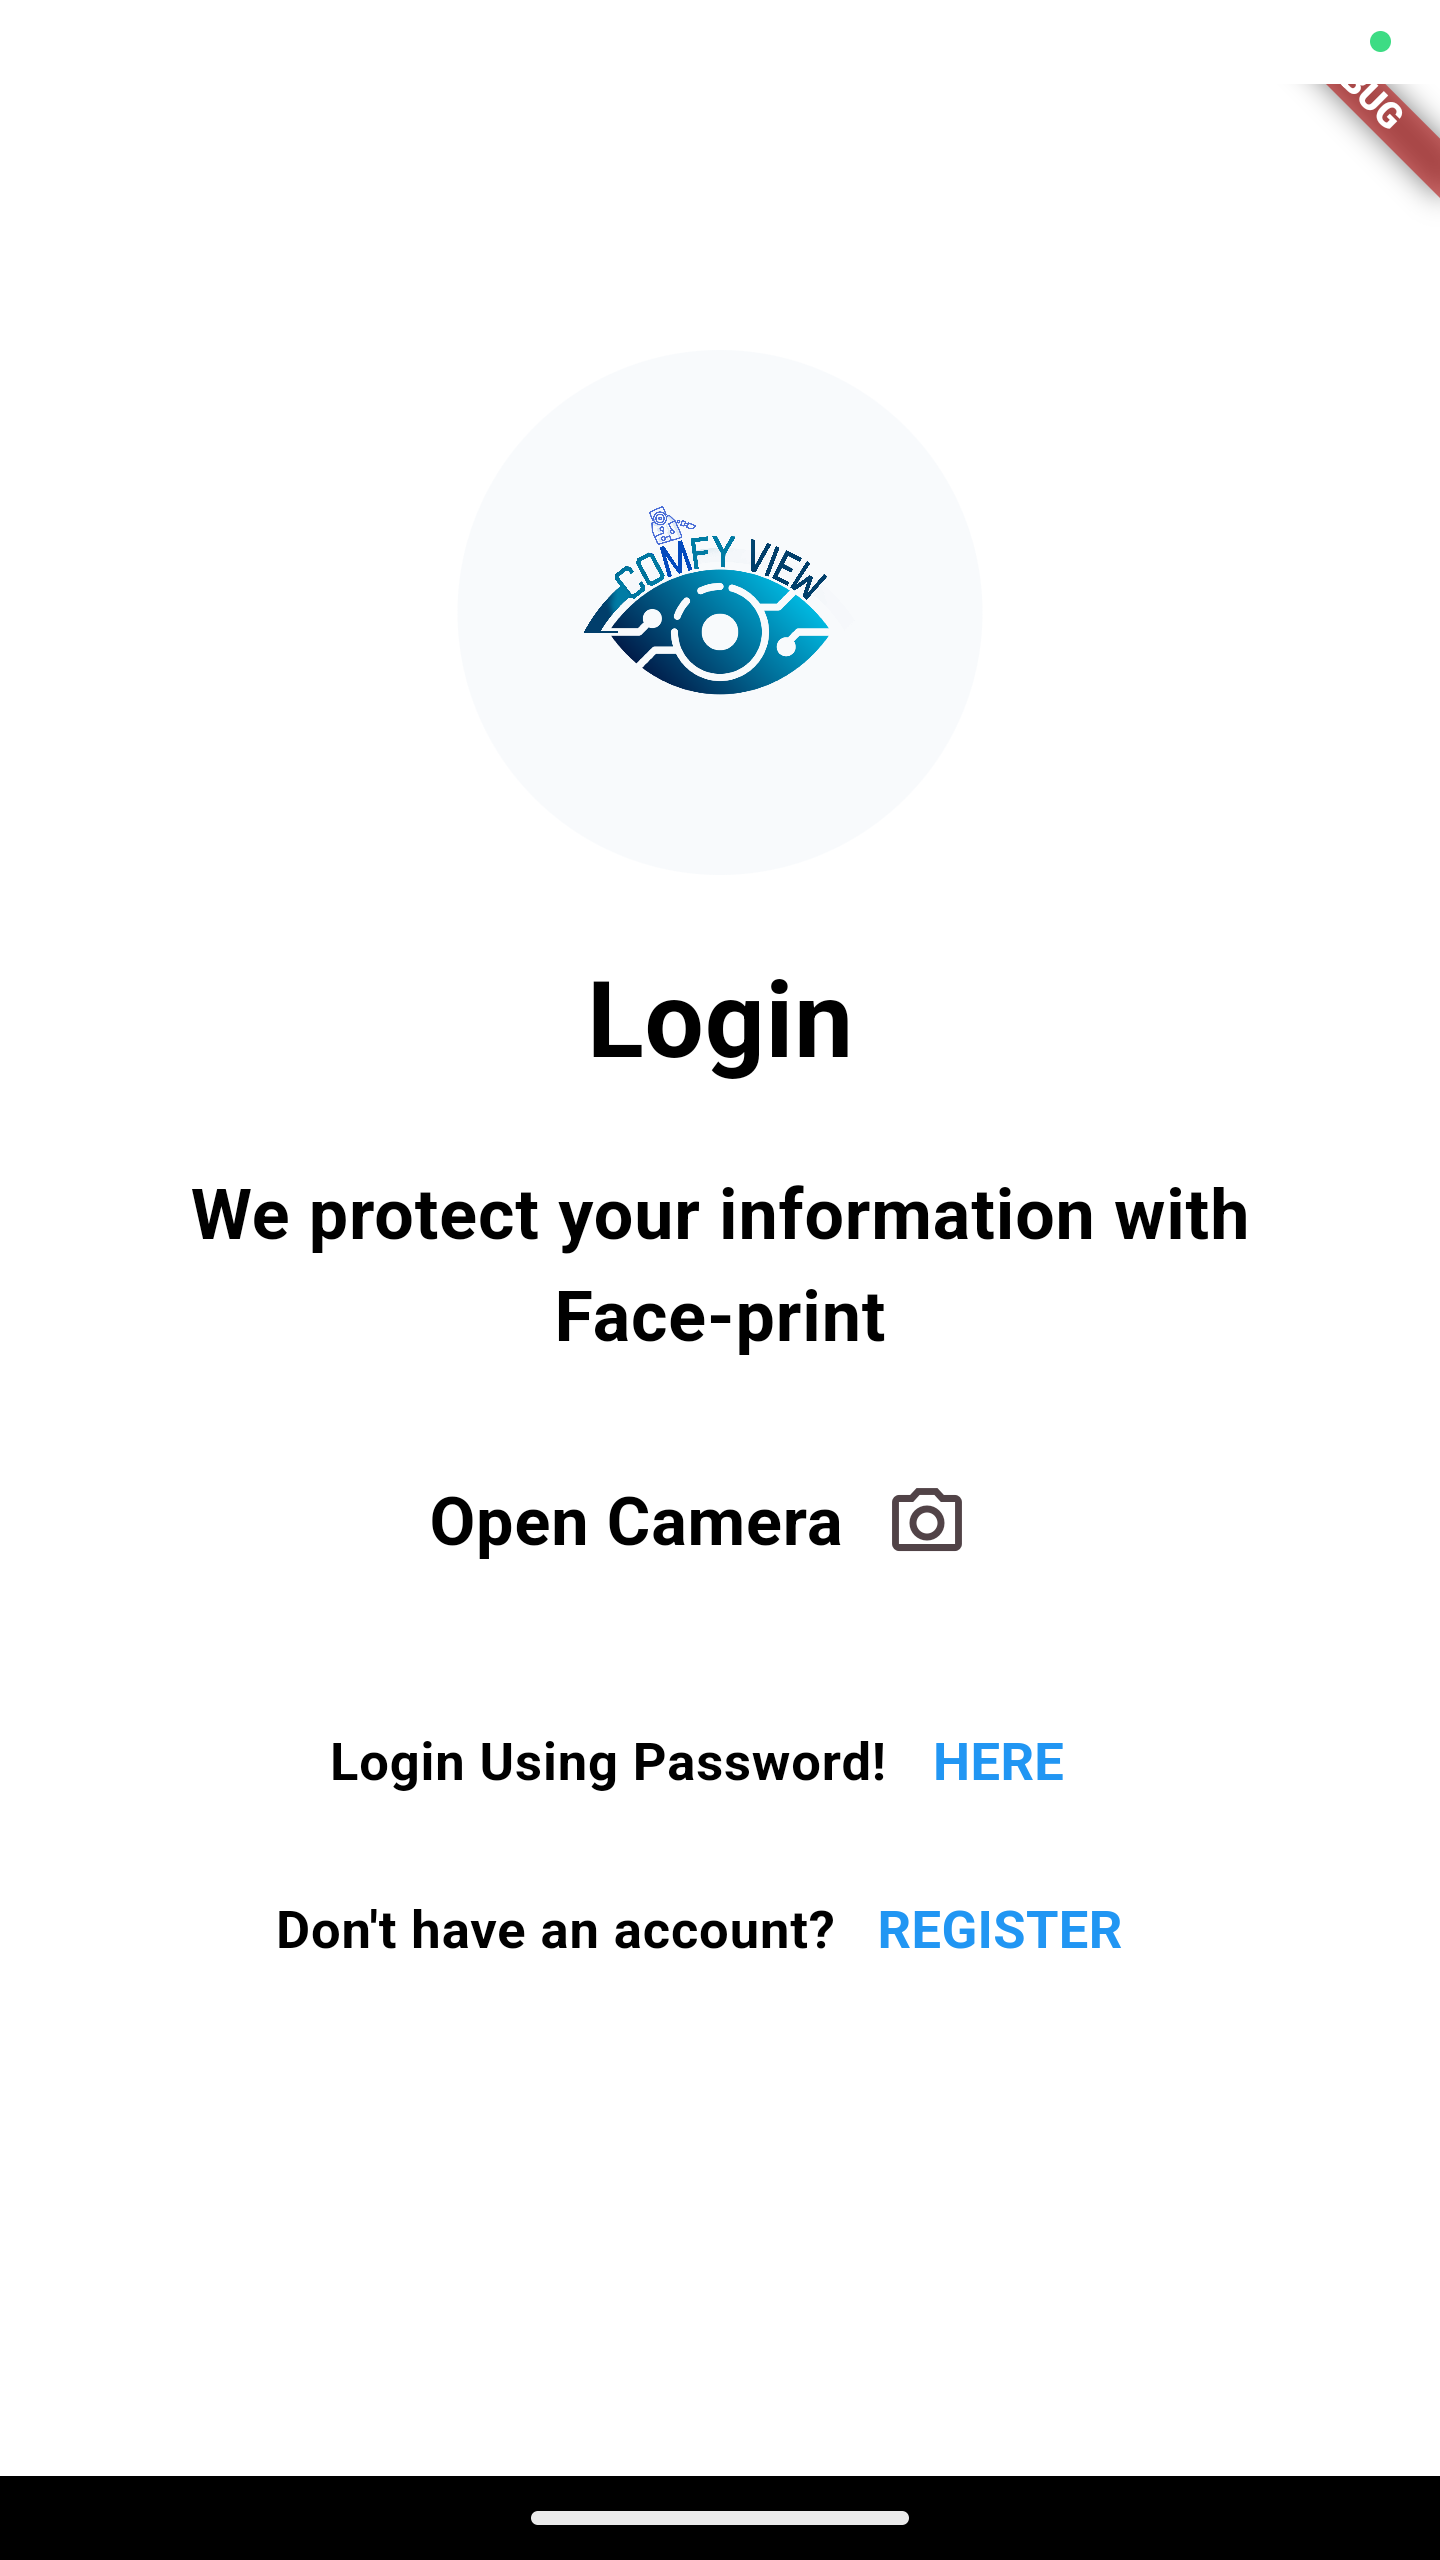 BUG
COMFY VIEW
Login
We protect your information with
Face-print
Open Camera
Login Using Password! HERE
Don't have an account? REGISTER